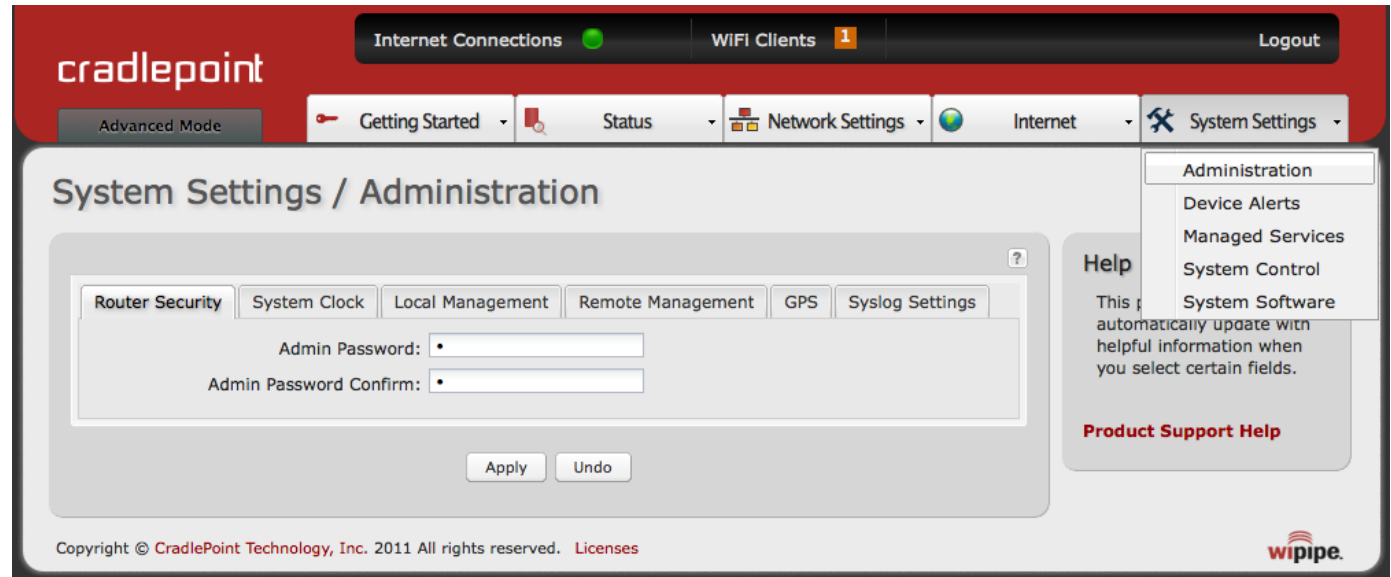 Internet Connections WiFi Clients 1 Logout
cradlepoint
Advanced Mode Getting Started Status Network Settings Internet System Settings
System Settings / Administration
Administration
Device Alerts
Managed Services
System Control
System Software
?
Router Security System Clock Local Management Remote Management GPS Syslog Settings
Admin Password: •
Admin Password Confirm: •
Apply Undo
Help
This
automatically update with
helpful information when
you select certain fields.
Product Support Help
Copyright © CradlePoint Technology, Inc. 2011 All rights reserved. Licenses
wipipe.